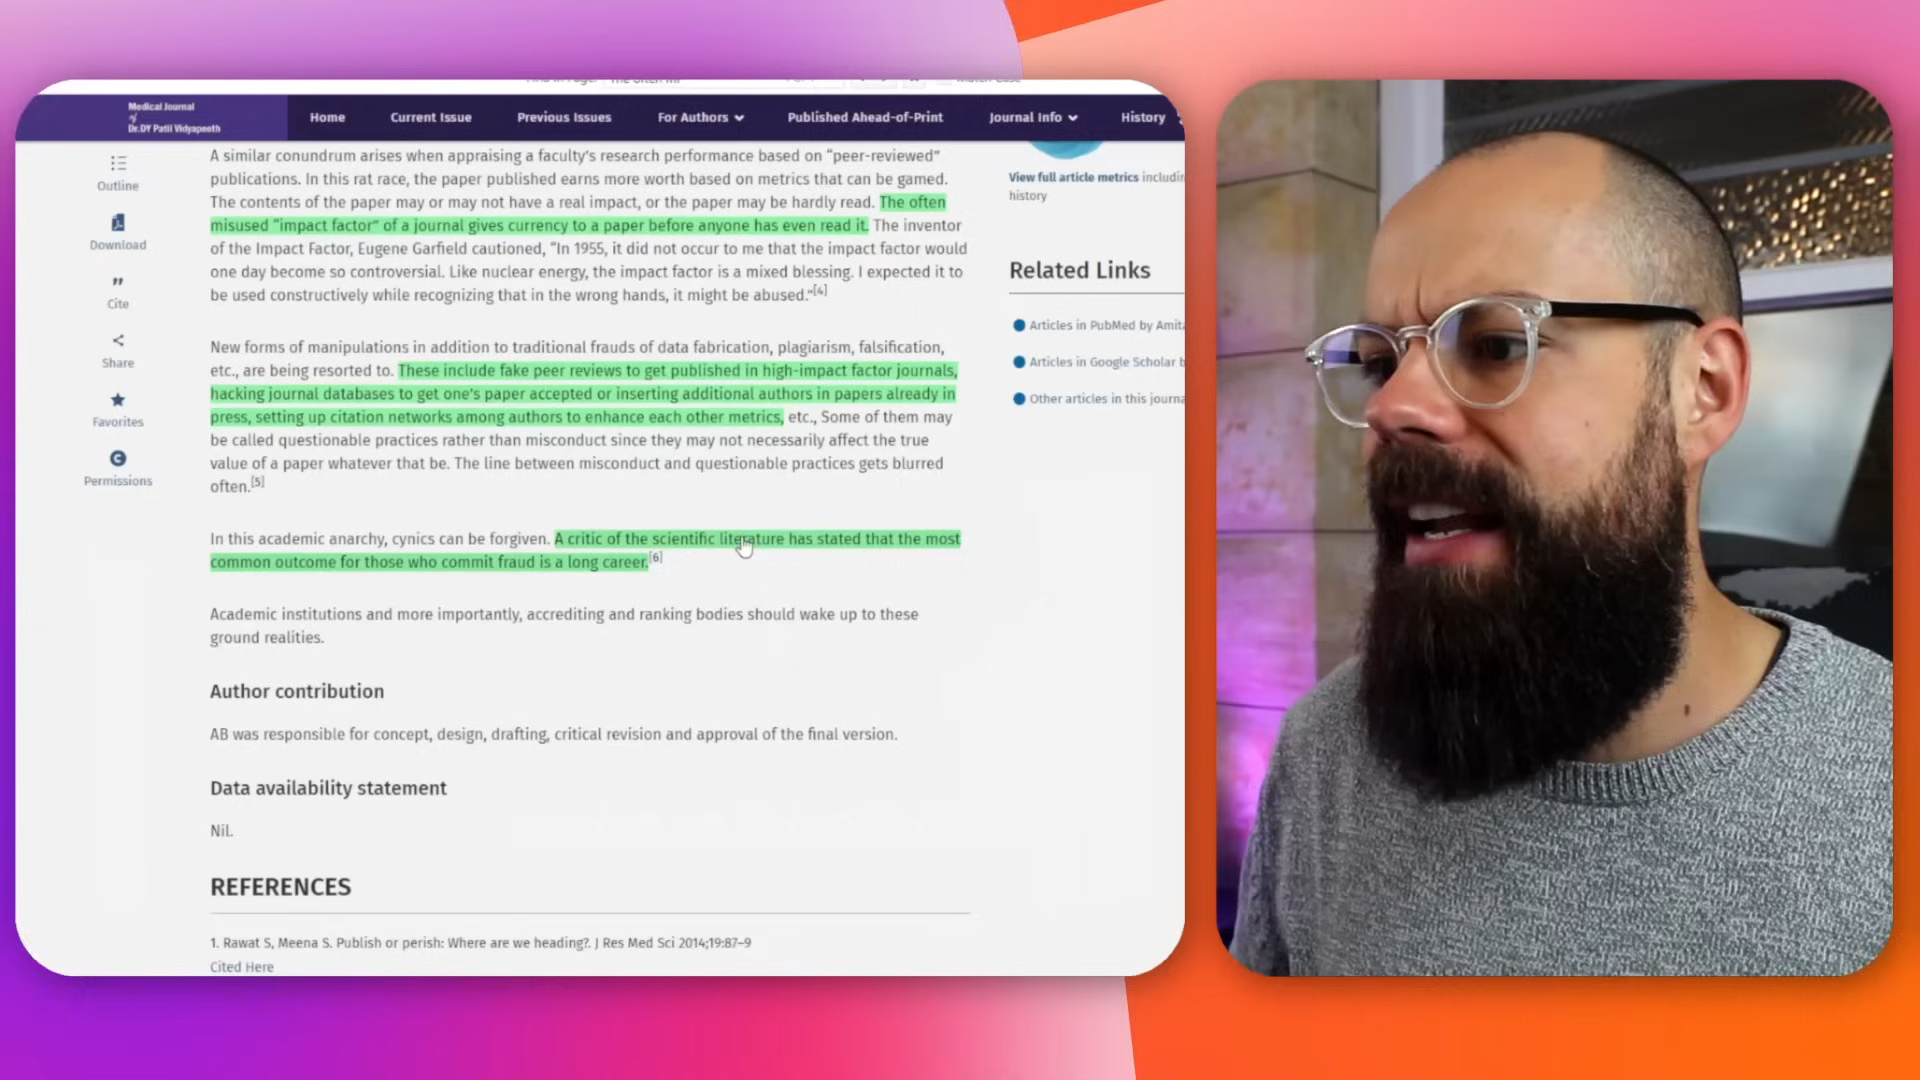 Medical Journal
of
Dr.DY Patil Vidyapeeth
Home
Current Issue
Previous Issues
For Authors
Published Ahead-of-Print
Journal Info
History
Outline
Download
Cite
Share
Favorites
Permissions
A similar conundrum arises when appraising a faculty's research performance based on “peer-reviewed”
publications. In this rat race, the paper published earns more worth based on metrics that can be gamed.
The contents of the paper may or may not have a real impact, or the paper may be hardly read. The often
misused “impact factor” of a journal gives currency to a paper before anyone has even read it. The inventor
of the Impact Factor, Eugene Garfield cautioned, “In 1955, it did not occur to me that the impact factor would
one day become so controversial. Like nuclear energy, the impact factor is a mixed blessing. I expected it to
be used constructively while recognizing that in the wrong hands, it might be abused.”[4]
New forms of manipulations in addition to traditional frauds of data fabrication, plagiarism, falsification,
etc., are being resorted to. These include fake peer reviews to get published in high-impact factor journals,
hacking journal databases to get one's paper accepted or inserting additional authors in papers already in
press, setting up citation networks among authors to enhance each other metrics, etc., Some of them may
be called questionable practices rather than misconduct since they may not necessarily affect the true
value of a paper whatever that be. The line between misconduct and questionable practices gets blurred
often.[5]
In this academic anarchy, cynics can be forgiven. A critic of the scientific literature has stated that the most
common outcome for those who commit fraud is a long career.[6]
Academic institutions and more importantly, accrediting and ranking bodies should wake up to these
ground realities.
Author contribution
AB was responsible for concept, design, drafting, critical revision and approval of the final version.
Data availability statement
Nil.
REFERENCES
1. Rawat S, Meena S. Publish or perish: Where are we heading?. J Res Med Sci 2014;19:87–9
Cited Here
View full article metrics
history
Related Links
Articles in PubMed by
Articles in Google Scholar
Other articles in this